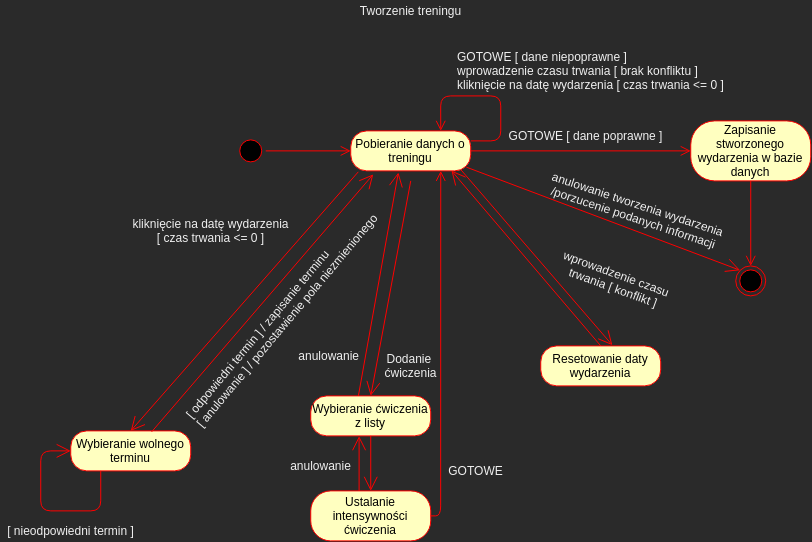 Tworzenie treningu
GOTOWE [ dane niepoprawne ]
wprowadzenie czasu trwania [ brak konfliktu ]
kliknięcie na datę wydarzenia [ czas trwania <= 0 ]
Pobieranie danych o
treningu
GOTOWE [ dane poprawne ]
Zapisanie
stworzonego
wydarzenia w bazie
danych
anulowanie tworzenia wydarzenia
/porzucenie podanych informacji
kliknięcie na datę wydarzenia
[ czas trwania <= 0 ]
[ odpowiedni termin ] / zapisanie terminu
[ anulowanie ] / pozostawienie pola niezmienionego
wprowadzenie czasu
trwania [ konflikt ]
anulowanie
Dodanie
ćwiczenia
Resetowanie daty
wydarzenia
Wybieranie ćwiczenia
z listy
Wybieranie wolnego
terminu
anulowanie
GOTOWE
Ustalanie
intensywności
ćwiczenia
[ nieodpowiedni termin ]